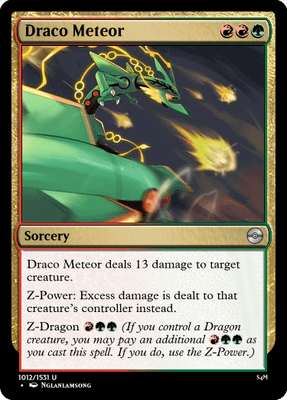 Draco Meteor
Sorcery
Draco Meteor deals 13 damage to target
creature.
Z-Power: Excess damage is dealt to that
creature's controller instead.
Z-Dragon (If you control a Dragon
creature, you may pay an additional as
you cast this spell. If you do, use the Z-Power.)
1012/1531 U
S4M
• Nglanlamsong